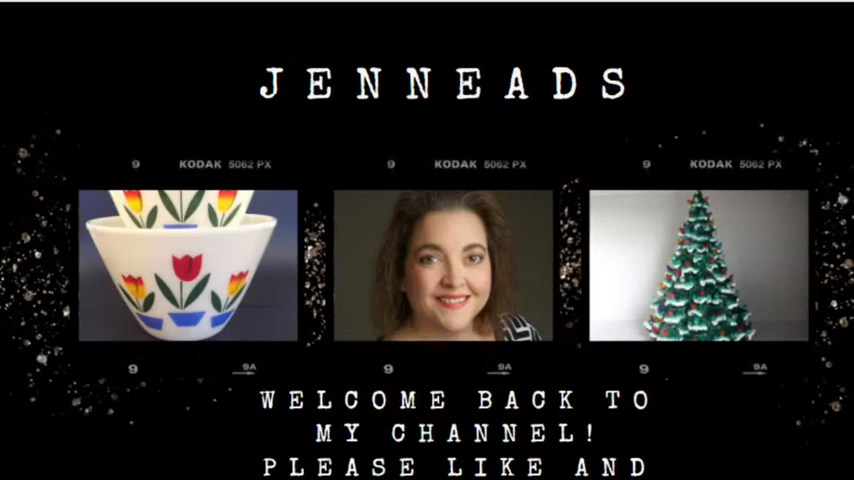 JENNEADS
9 KODAK 5062 PX 9 KODAK 5062 PX 9 KODAK 5062 PX
9 9A 9 9A 9 9A
WELCOME BACK TO
MY CHANNEL!
PLEASE LIKE AND